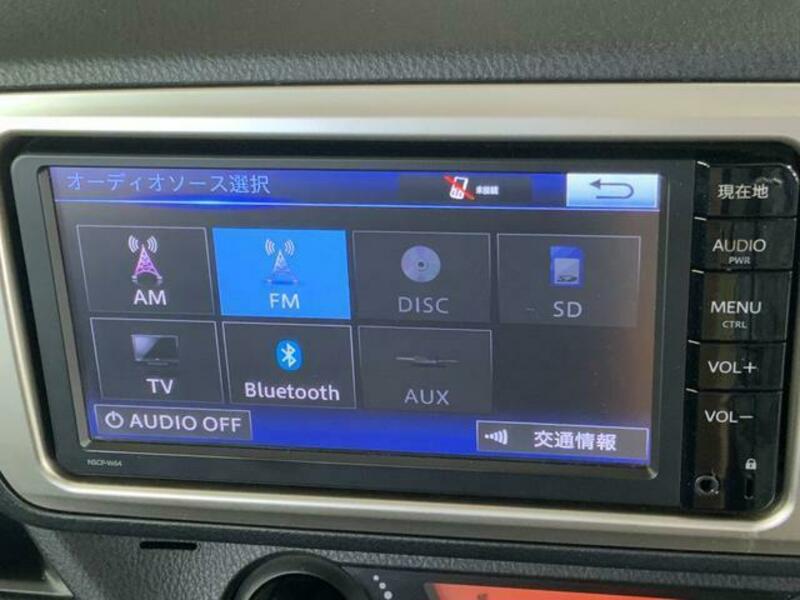 オーディオソース選択
未接続
AM
FM
DISC
SD
TV
Bluetooth
AUX
AUDIO OFF
交通情報
NSCP-W64
現在地
AUDIO
PWR
MENU
CTRL
VOL+
VOL−